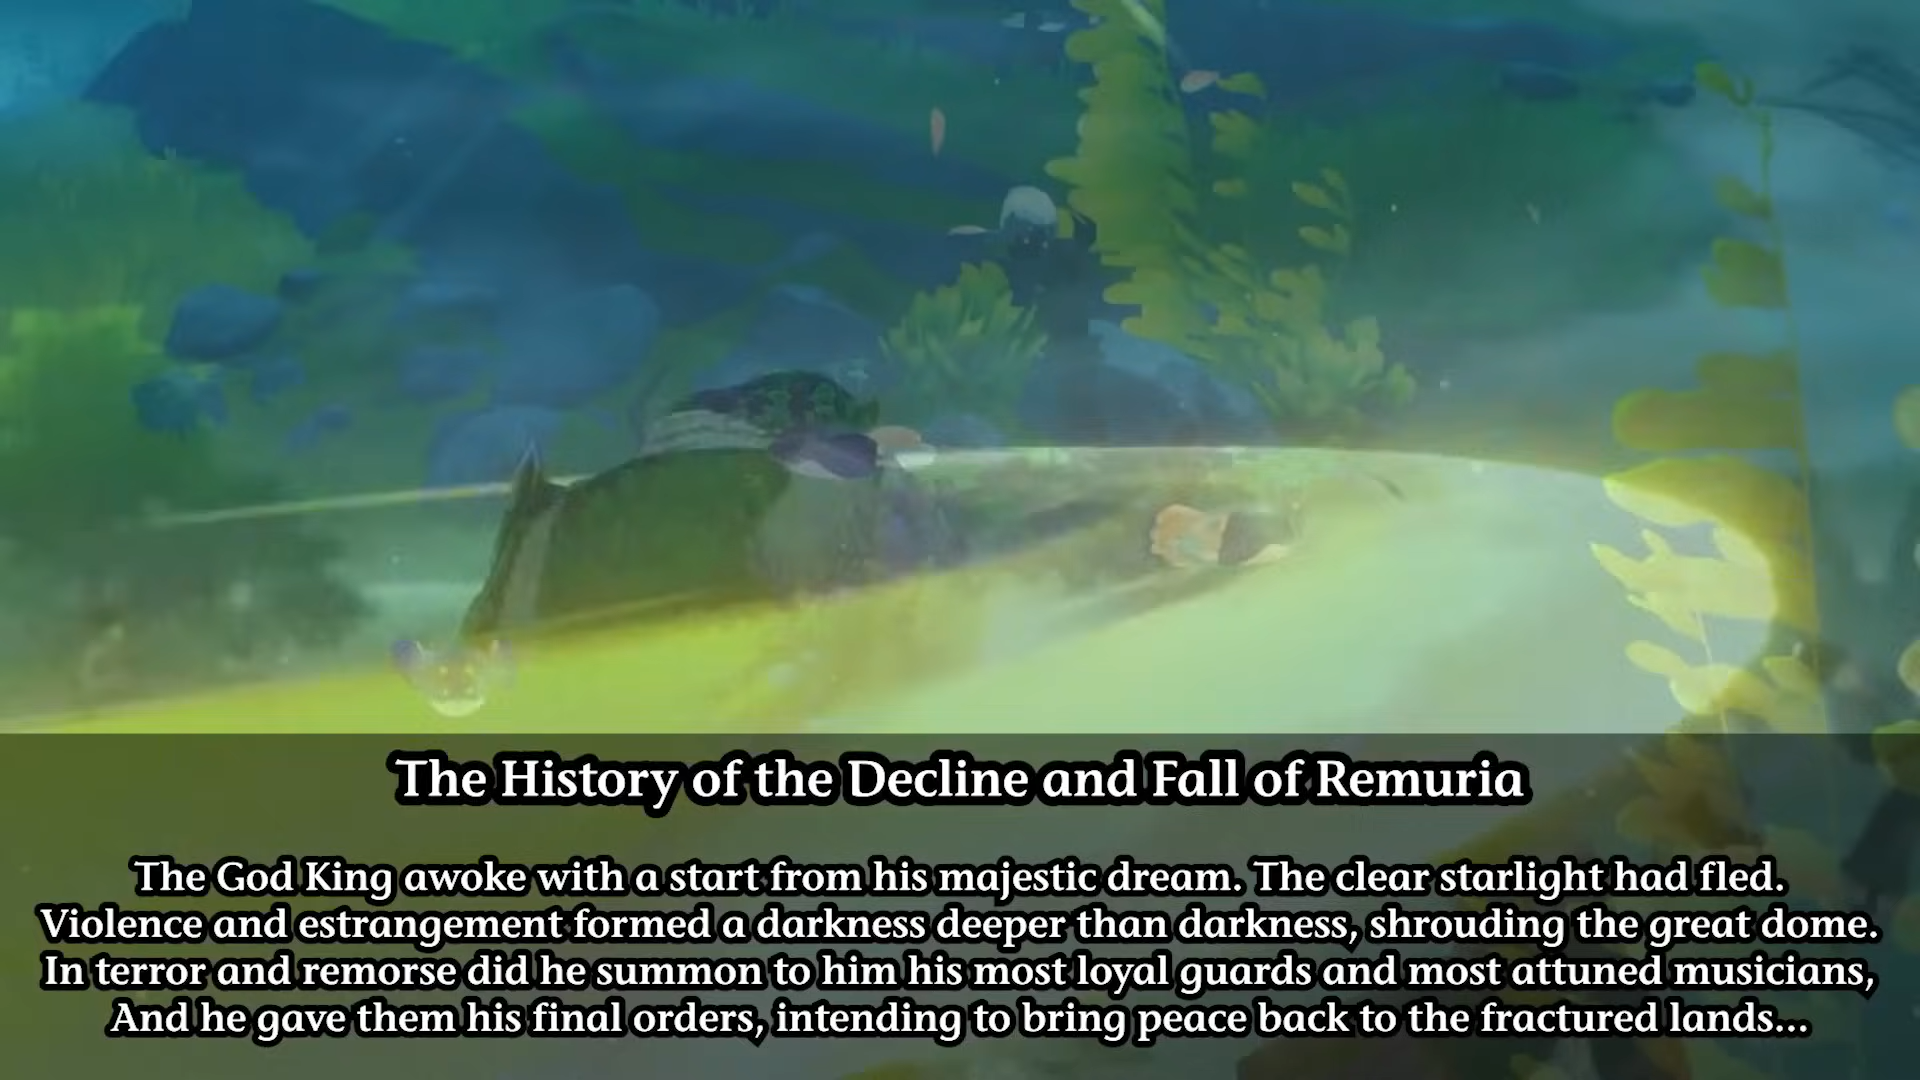 The History of the Decline and Fall of Remuria
The God King awoke with a start from his majestic dream. The clear starlight had fled.
Violence and estrangement formed a darkness deeper than darkness, shrouding the great dome.
In terror and remorse did he summon to him his most loyal guards and most attuned musicians,
And he gave them his final orders, intending to bring peace back to the fractured lands...